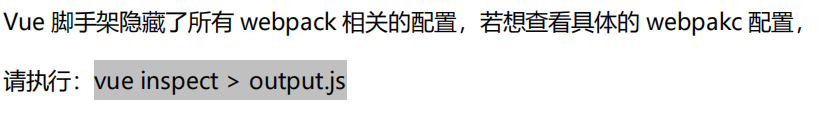 Vue 脚手架隐藏了所有 webpack 相关的配置，若想查看具体的 webpakc 配置，
请执行：vue inspect > output.js